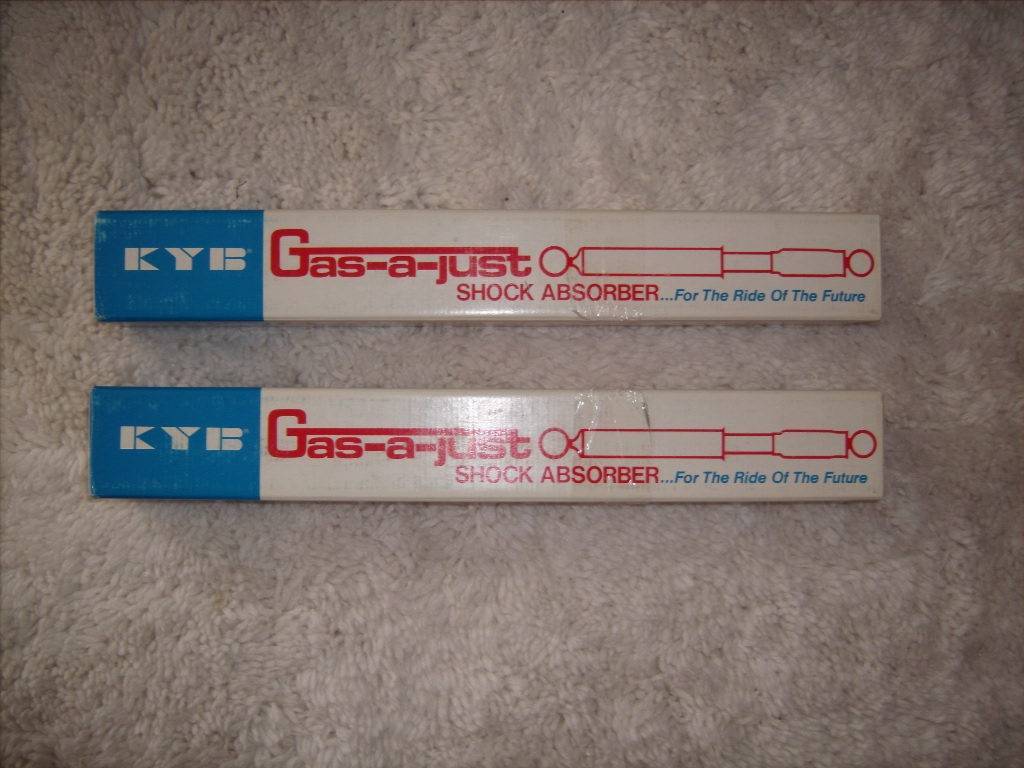 KYB
Gas-a-just
SHOCK ABSORBER...For The Ride Of The Future
KYB
Gas-a-just
SHOCK ABSORBER...For The Ride Of The Future